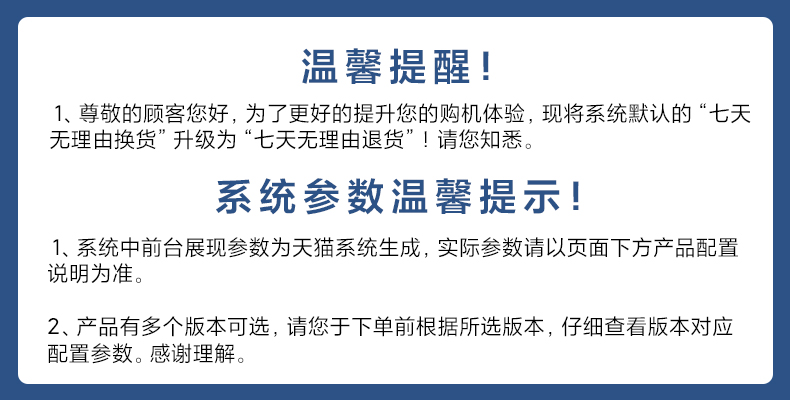 温馨提醒!
1、尊敬的顾客您好，为了更好的提升您的购机体验，现将系统默认的“七天
无理由换货”升级为“七天无理由退货”！请您知悉。
系统参数温馨提示!
1、系统中前台展现参数为天猫系统生成，实际参数请以页面下方产品配置
说明为准。
2、产品有多个版本可选，请您于下单前根据所选版本，仔细查看版本对应
配置参数。感谢理解。